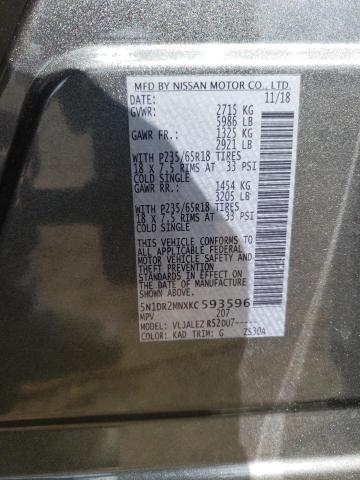 MFD BY NISSAN MOTOR CO., LTD.
DATE: 11/18
GVWR: 2715 KG
5986 LB
GAWR FR.: 1325 KG
2921 LB
WITH P235/65R18 TIRES
18 x 7.5 RIMS AT 33 PSI
COLD SINGLE
GAWR RR.: 1454 KG
3205 LB
WITH P235/65R18 TIRES
18 x 7.5 RIMS AT 33 PSI
COLD SINGLE
THIS VEHICLE CONFORMS TO
ALL APPLICABLE FEDERAL
MOTOR VEHICLE SAFETY AND
THEFT PREVENTION
STANDARDS IN EFFECT ON
THE DATE OF MANUFACTURE
SHOWN ABOVE.
5N1DR2MNXKC593596
MPV 207
MODEL: VLJALEZ R52DU7-----
COLOR: KAD TRIM: G ZS30A